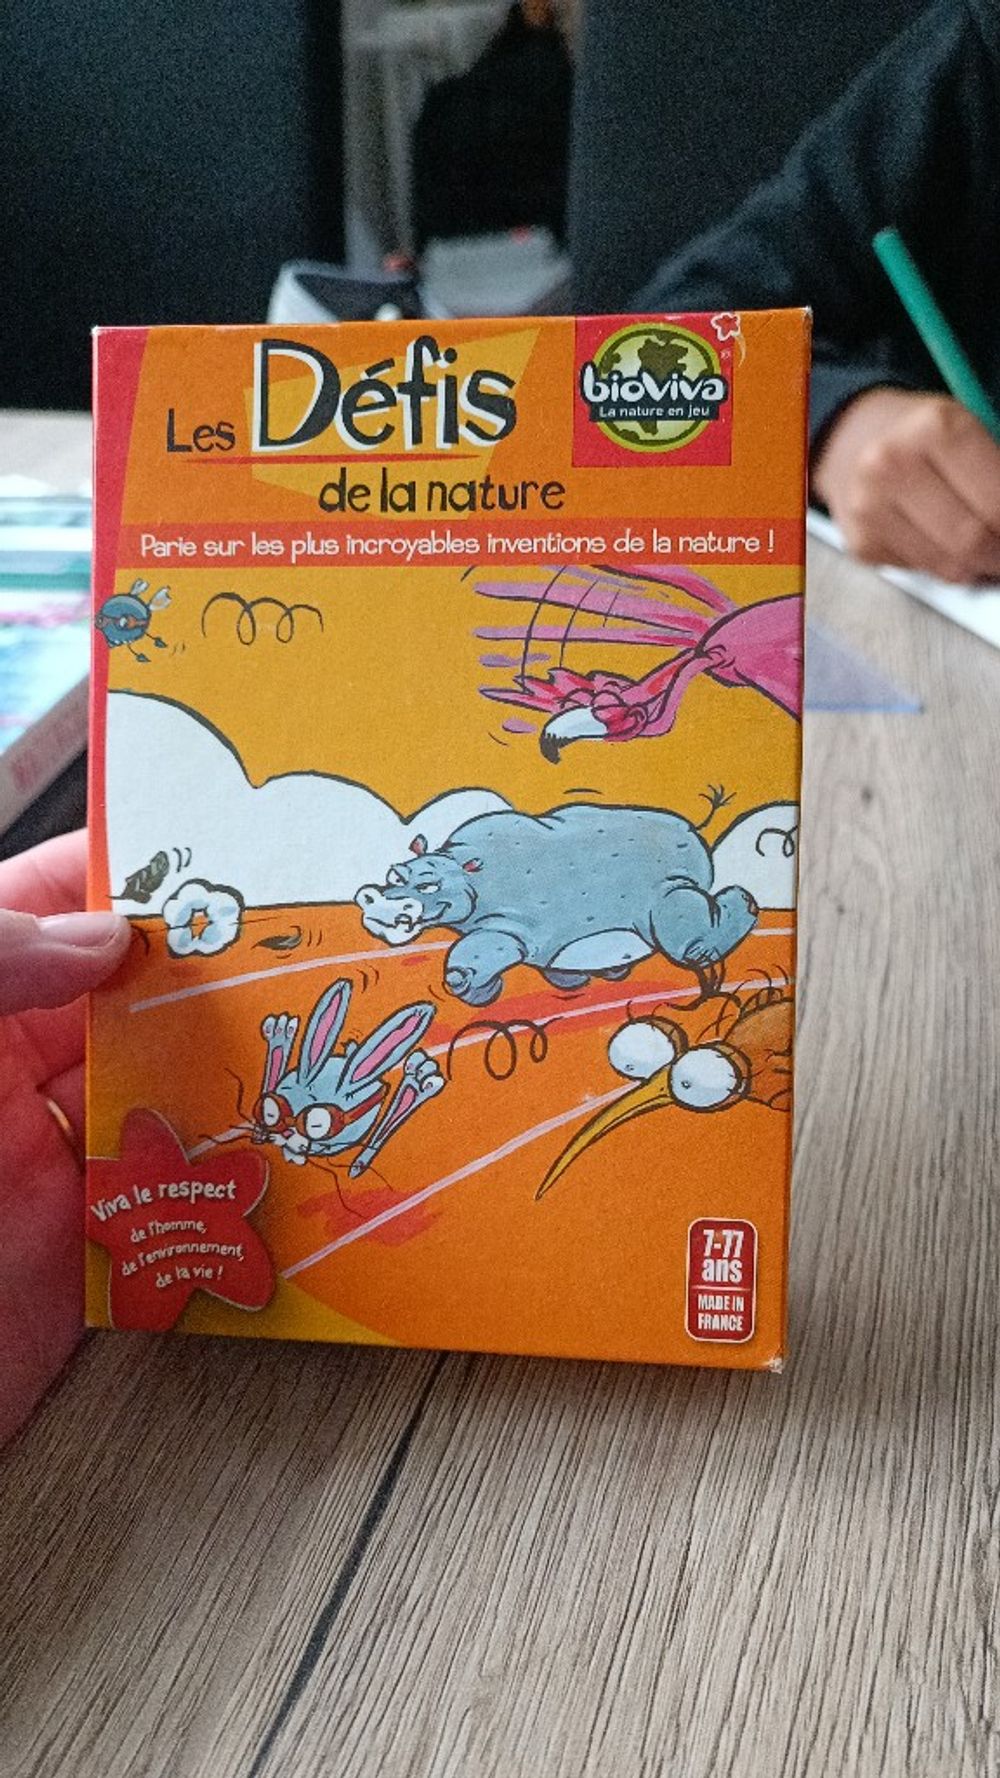 Les Défis
de la nature
bioviva
La nature en jeu
Parie sur les plus incroyables inventions de la nature !
Viva le respect
de l'homme,
de l'environnement,
de la vie !
7-77
ans
MADE IN
FRANCE